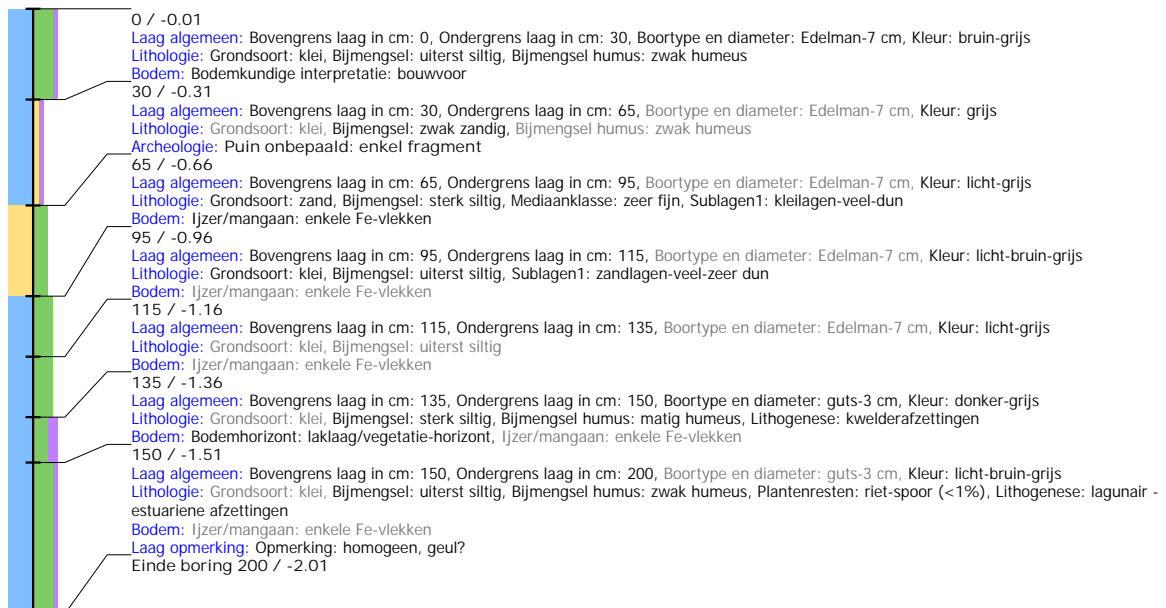 0 / -0.01
Laag algemeen: Bovengrens laag in cm: 0, Ondergrens laag in cm: 30, Boortype en diameter: Edelman-7 cm, Kleur: bruin-grijs
Lithologie: Grondsoort: klei, Bijmengsel: uiterst siltig, Bijmengsel humus: zwak humeus
Bodem: Bodemkundige interpretatie: bouwvoor
30 / -0.31
Laag algemeen: Bovengrens laag in cm: 30, Ondergrens laag in cm: 65, Boortype en diameter: Edelman-7 cm, Kleur: grijs
Lithologie: Grondsoort: klei, Bijmengsel: zwak zandig, Bijmengsel humus: zwak humeus
Archeologie: Puin onbepaald: enkel fragment
65 / -0.66
Laag algemeen: Bovengrens laag in cm: 65, Ondergrens laag in cm: 95, Boortype en diameter: Edelman-7 cm, Kleur: licht-grijs
Lithologie: Grondsoort: zand, Bijmengsel: sterk siltig, Mediaanklasse: zeer fijn, Sublagen1: kleilagen-veel-dun
Bodem: Ijzer/mangaan: enkele Fe-vlekken
95 / -0.96
Laag algemeen: Bovengrens laag in cm: 95, Ondergrens laag in cm: 115, Boortype en diameter: Edelman-7 cm, Kleur: licht-bruin-grijs
Lithologie: Grondsoort: klei, Bijmengsel: uiterst siltig, Sublagen1: zandlagen-veel-zeer dun
Bodem: Ijzer/mangaan: enkele Fe-vlekken
115 / -1.16
Laag algemeen: Bovengrens laag in cm: 115, Ondergrens laag in cm: 135, Boortype en diameter: Edelman-7 cm, Kleur: licht-grijs
Lithologie: Grondsoort: klei, Bijmengsel: uiterst siltig
Bodem: Ijzer/mangaan: enkele Fe-vlekken
135 / -1.36
Laag algemeen: Bovengrens laag in cm: 135, Ondergrens laag in cm: 150, Boortype en diameter: guts-3 cm, Kleur: donker-grijs
Lithologie: Grondsoort: klei, Bijmengsel: sterk siltig, Bijmengsel humus: matig humeus, Lithogenese: kwelderafzettingen
Bodem: Bodemhorizont: laklaag/vegetatie-horizont, Ijzer/mangaan: enkele Fe-vlekken
150 / -1.51
Laag algemeen: Bovengrens laag in cm: 150, Ondergrens laag in cm: 200, Boortype en diameter: guts-3 cm, Kleur: licht-bruin-grijs
Lithologie: Grondsoort: klei, Bijmengsel: uiterst siltig, Bijmengsel humus: zwak humeus, Plantenresten: riet-spoor (<1%), Lithogenese: lagunair -
estuariene afzettingen
Bodem: Ijzer/mangaan: enkele Fe-vlekken
Laag opmerking: Opmerking: homogeen, geul?
Einde boring 200 / -2.01